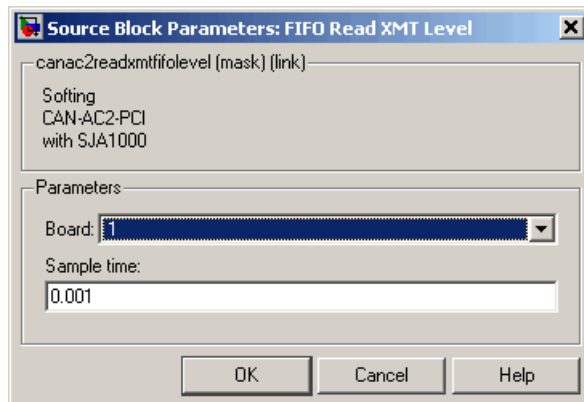 Source Block Parameters: FIFO Read XMT Level
canac2readxmtfifolevel (mask) (link)
Softing
CAN-AC2-PCI
with SJA1000
Parameters
Board: 1
Sample time:
0.001
OK Cancel Help